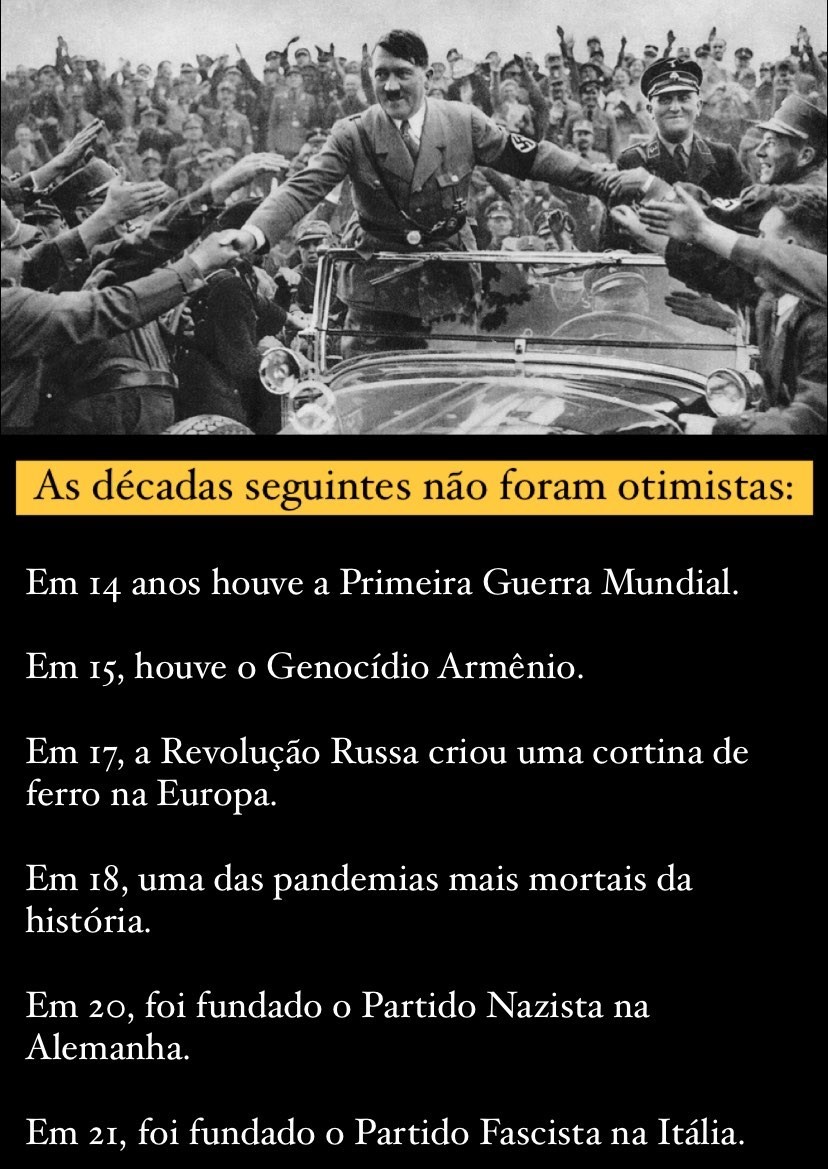 As décadas seguintes não foram otimistas:
Em 14 anos houve a Primeira Guerra Mundial.
Em 15, houve o Genocídio Armênio.
Em 17, a Revolução Russa criou uma cortina de
ferro na Europa.
Em 18, uma das pandemias mais mortais da
história.
Em 20, foi fundado o Partido Nazista na
Alemanha.
Em 21, foi fundado o Partido Fascista na Itália.